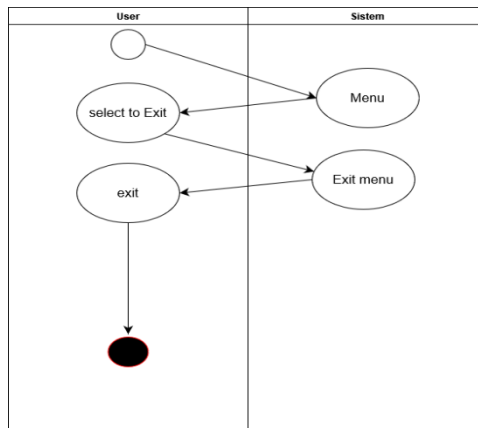 User
Sistem
Menu
select to Exit
Exit menu
exit